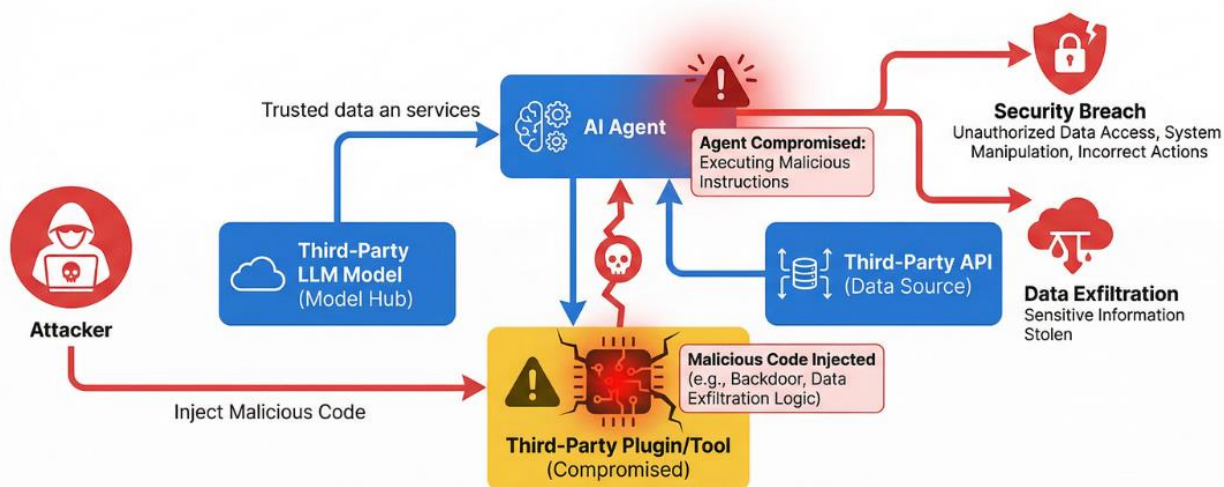 Trusted data an services
AI Agent
Agent Compromised:
Executing Malicious
Instructions
Security Breach
Unauthorized Data Access, System
Manipulation, Incorrect Actions
Attacker
Third-Party
LLM Model
(Model Hub)
Third-Party API
(Data Source)
Data Exfiltration
Sensitive Information
Stolen
Inject Malicious Code
Malicious Code Injected
(e.g., Backdoor, Data
Exfiltration Logic)
Third-Party Plugin/Tool
(Compromised)